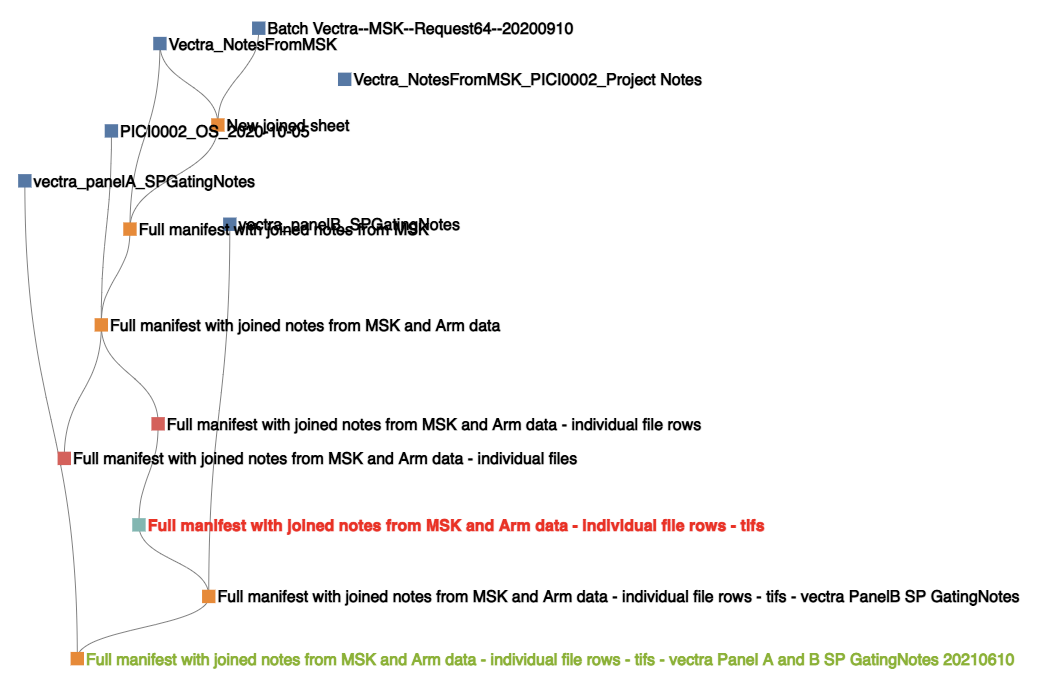 Batch Vectra--MSK--Request64--20200910
Vectra_NotesFromMSK
Vectra_NotesFromMSK_PICI0002_Project Notes
New joined sheet
PICI0002_OS_2020-10-05
vectra_panelA_SPGatingNotes
vectra_panelB_SPGatingNotes
Full manifest with joined notes from MSK
Full manifest with joined notes from MSK and Arm data
Full manifest with joined notes from MSK and Arm data - individual file rows
Full manifest with joined notes from MSK and Arm data - individual files
Full manifest with joined notes from MSK and Arm data - individual file rows - tifs
Full manifest with joined notes from MSK and Arm data - individual file rows - tifs - vectra PanelB SP GatingNotes
Full manifest with joined notes from MSK and Arm data - individual file rows - tifs - vectra Panel A and B SP GatingNotes 20210610